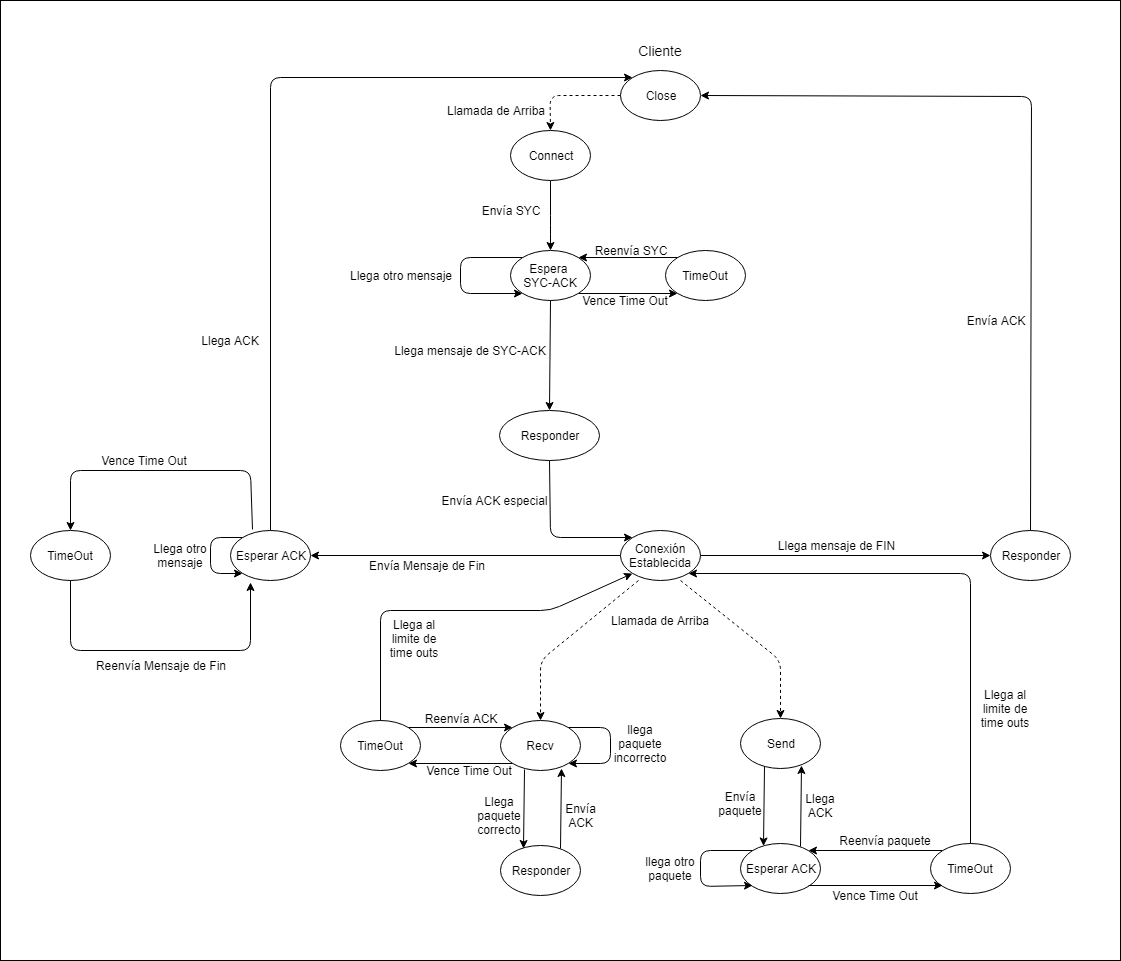 Cliente
Close
Llamada de Arriba
Connect
Envía SYC
Reenvía SYC
Espera
SYC-ACK
TimeOut
Llega otro mensaje
Vence Time Out
Envía ACK
Llega ACK
Llega mensaje de SYC-ACK
Responder
Vence Time Out
Envía ACK especial
Llega otro
mensaje
TimeOut
Esperar ACK
Envía Mensaje de Fin
Conexión
Establecida
Llega mensaje de FIN
Responder
Reenvía Mensaje de Fin
Llega al
limite de
time outs
Llamada de Arriba
Llega al
limite de
time outs
Reenvía ACK
TimeOut
Recv
llega
paquete
incorrecto
Send
Vence Time Out
Llega
paquete
correcto
Envía
ACK
Envía
paquete
Llega
ACK
Responder
llega otro
paquete
Esperar ACK
Reenvía paquete
TimeOut
Vence Time Out